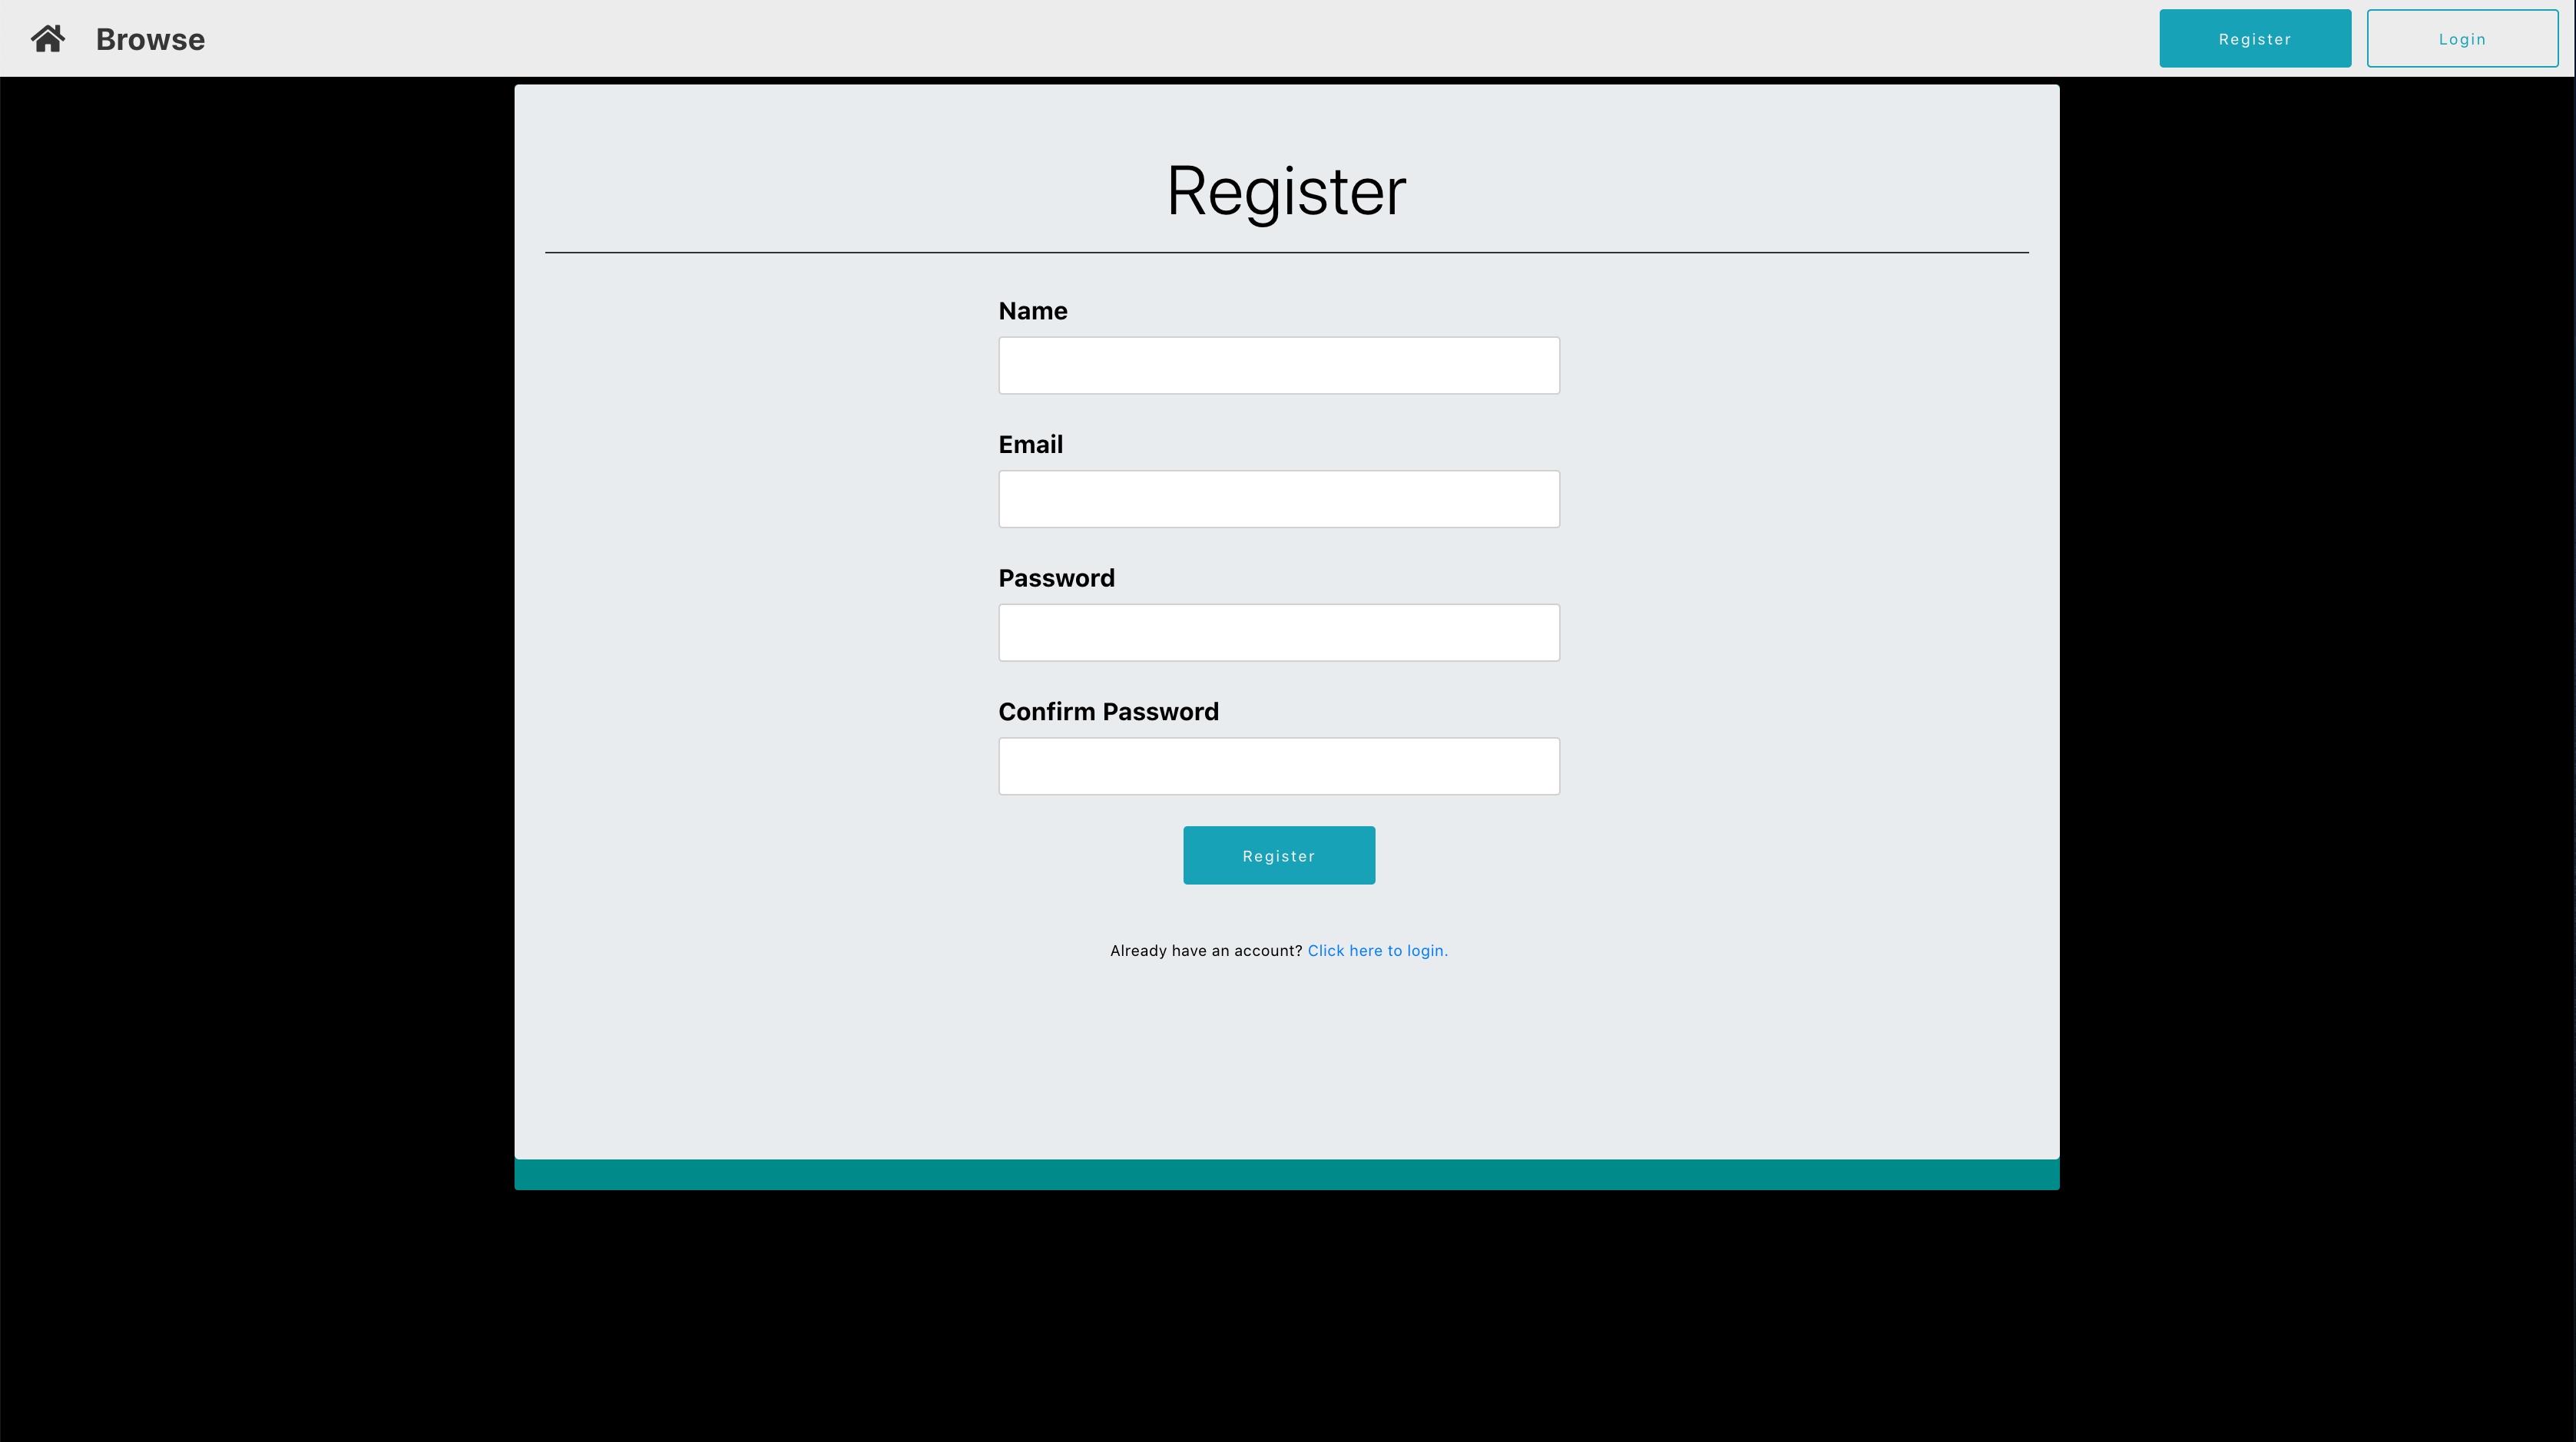 Browse
Register
Login
Register
Name
Email
Password
Confirm Password
Register
Already have an account? Click here to login.